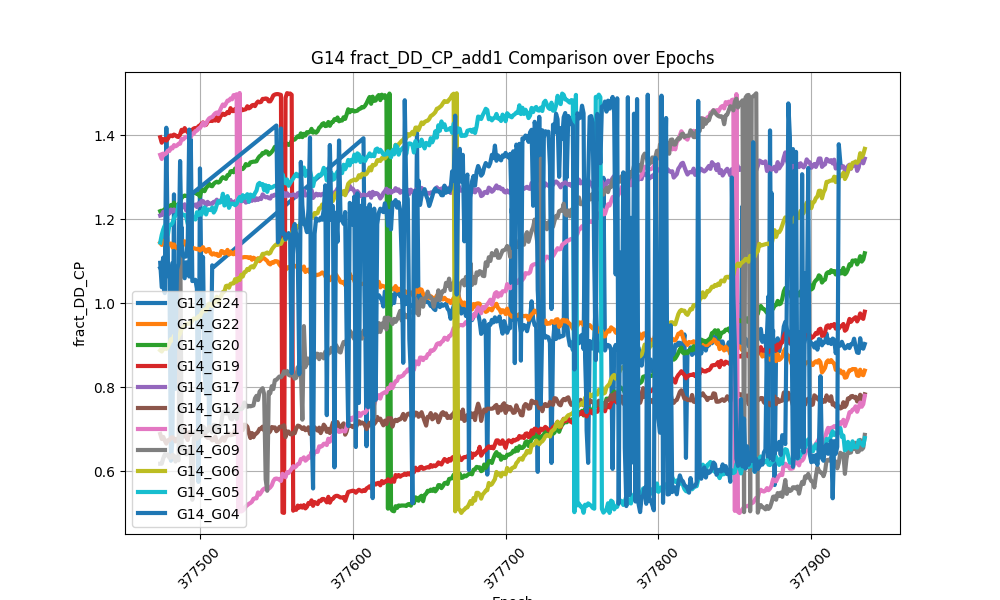 G14 fract_DD_CP_add1 Comparison over Epochs
fract_DD_CP
1.4
1.2
1.0
0.8
0.6
G14_G24
G14_G22
G14_G20
G14_G19
G14_G17
G14_G12
G14_G11
G14_G09
G14_G06
G14_G05
G14_G04
377500
377600
377700
377800
377900
Epoch